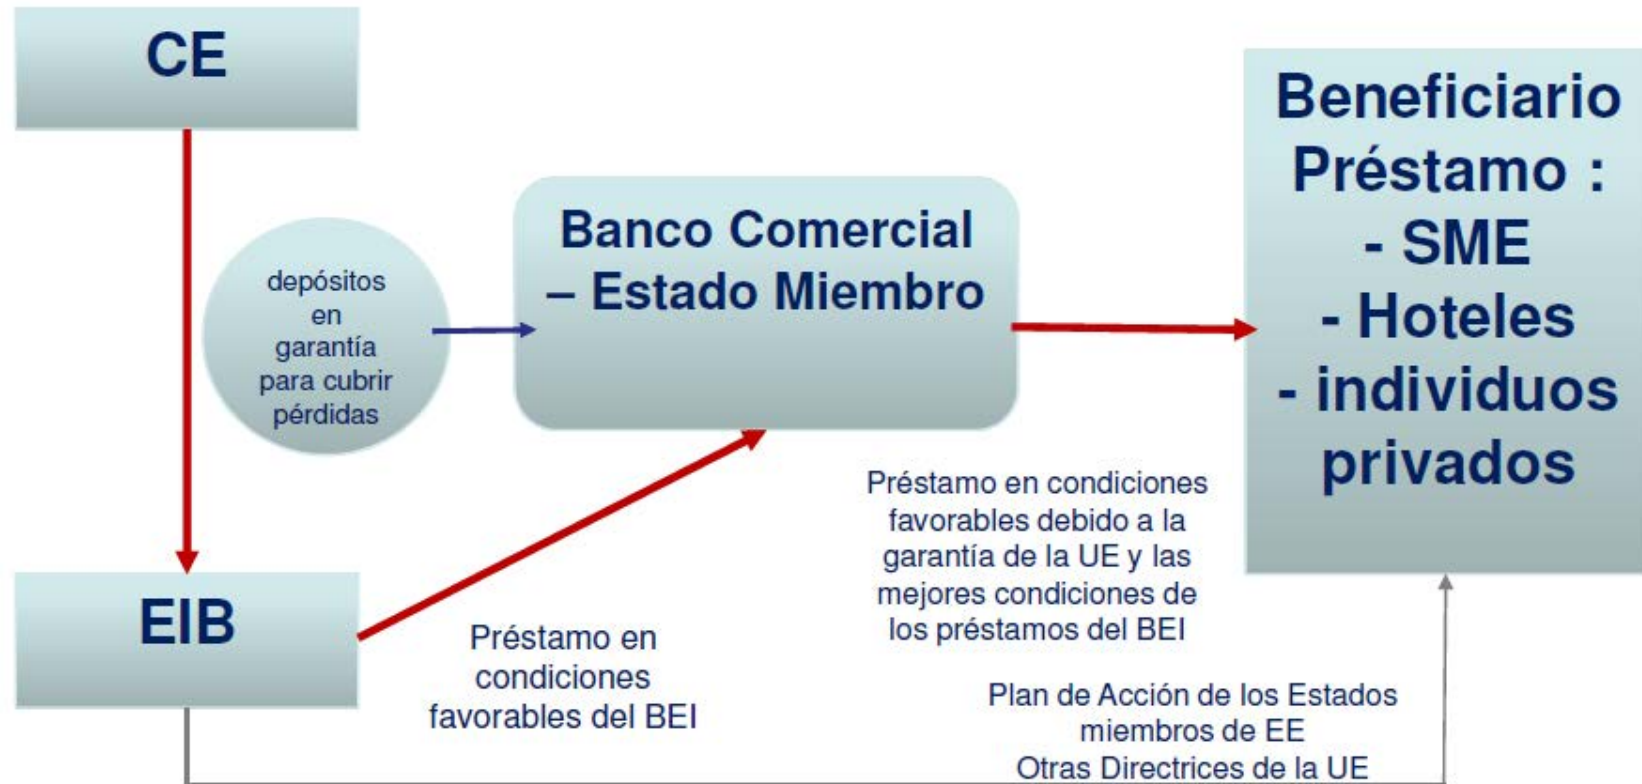 CE
depósitos
en
garantía
para cubrir
pérdidas
Banco Comercial
– Estado Miembro
Beneficiario
Préstamo :
- SME
- Hoteles
- individuos
privados
EIB
Préstamo en
condiciones
favorables del BEI
Préstamo en condiciones
favorables debido a la
garantía de la UE y las
mejores condiciones de
los préstamos del BEI
Plan de Acción de los Estados
miembros de EE
Otras Directrices de la UE